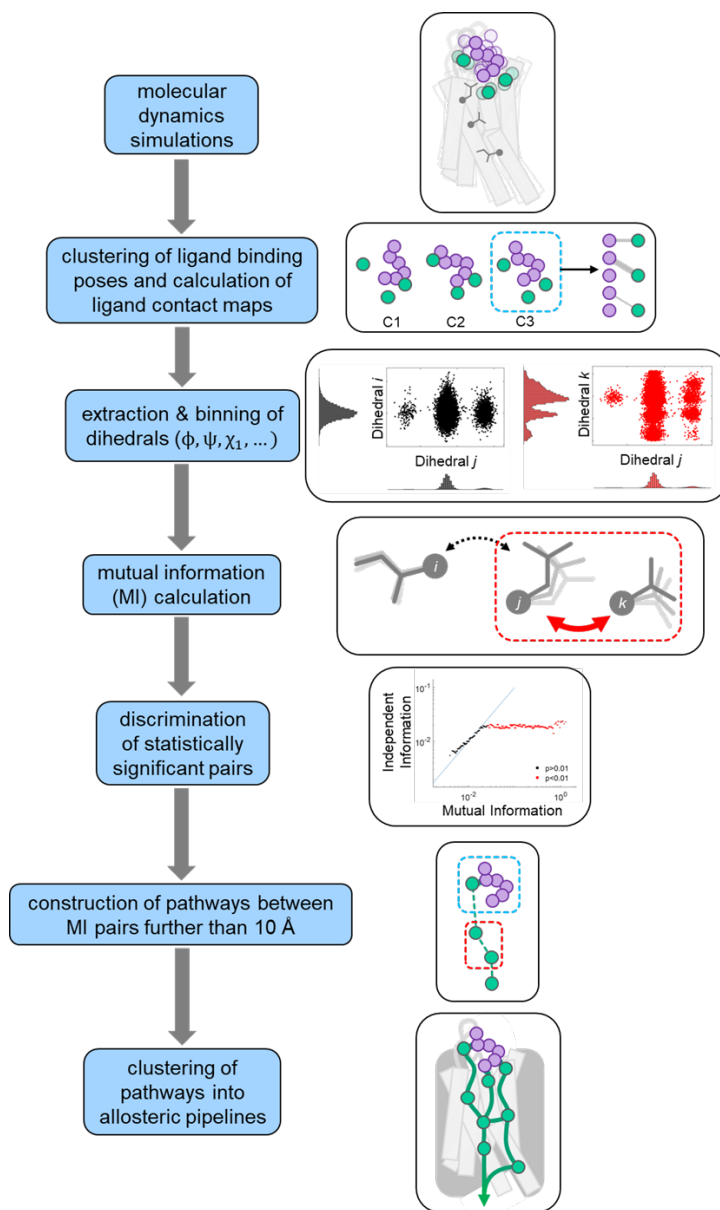 molecular
dynamics
simulations
clustering of ligand binding
poses and calculation of
ligand contact maps
C1
C2
C3
extraction & binning of
dihedrals (ϕ, ψ, χ₁, …)
Dihedral i
Dihedral j
Dihedral k
Dihedral j
mutual information
(MI) calculation
i
j
k
discrimination
of statistically
significant pairs
Independent
Information
10⁻¹
10⁻²
p>0.01
p<0.01
10⁻²
10⁰
Mutual Information
construction of pathways between
MI pairs further than 10 Å
clustering of
pathways into
allosteric pipelines